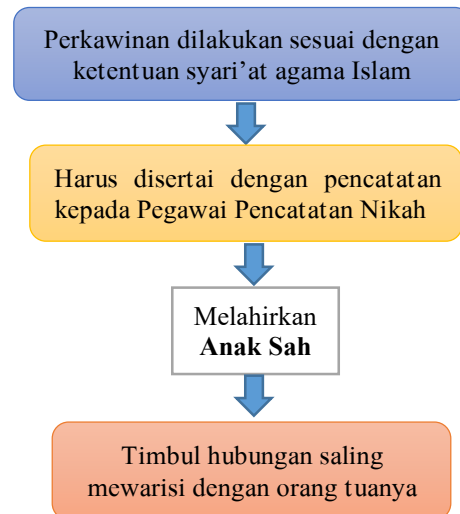 Perkawinan dilakukan sesuai dengan
ketentuan syari’at agama Islam
Harus disertai dengan pencatatan
kepada Pegawai Pencatatan Nikah
Melahirkan
Anak Sah
Timbul hubungan saling
mewarisi dengan orang tuanya